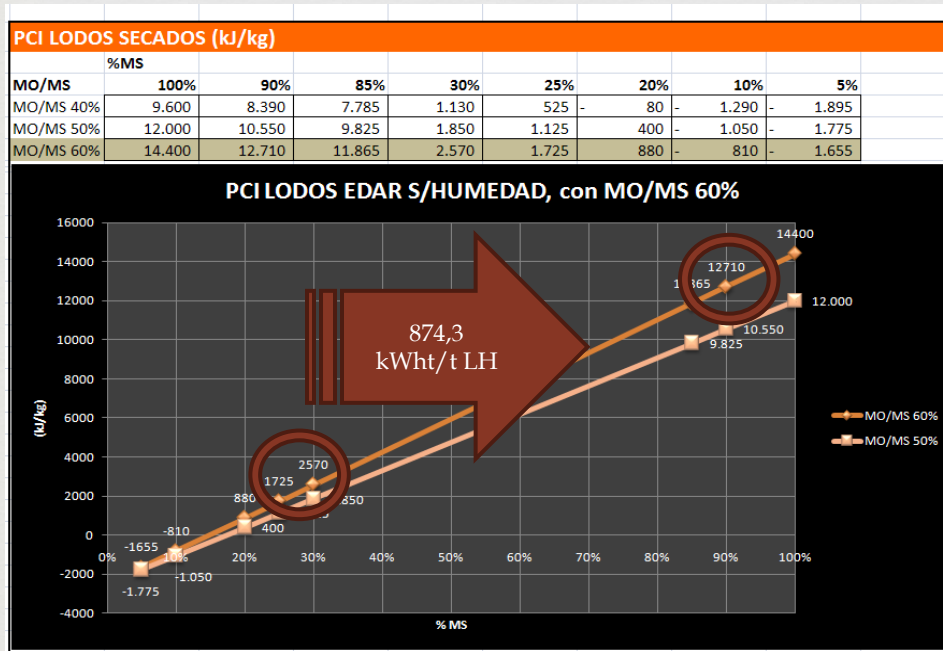 PCI LODOS SECADOS (kJ/kg)
%MS
MO/MS 100% 90% 85% 30% 25% 20% 10% 5%
MO/MS 40% 9.600 8.390 7.785 1.130 525 - 80 - 1.290 - 1.895
MO/MS 50% 12.000 10.550 9.825 1.850 1.125 400 - 1.050 - 1.775
MO/MS 60% 14.400 12.710 11.865 2.570 1.725 880 - 810 - 1.655
PCI LODOS EDAR S/HUMEDAD, con MO/MS 60%
16000
14400
14000
12710
12000
12.000
10.550
10000
9.825
874,3
kWht/t LH
8000
(kJ/kg)
6000
MO/MS 60%
MO/MS 50%
4000
2570
1725
2000
880
400
0
-810
-1655
0% 10% 20% 30% 40% 50% 60% 70% 80% 90% 100%
-2000
-1.050
-1.775
-4000
% MS